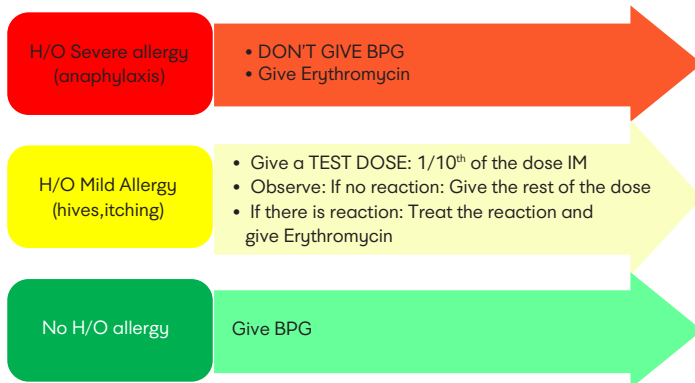 H/O Severe allergy
(anaphylaxis)
• DON'T GIVE BPG
• Give Erythromycin
H/O Mild Allergy
(hives,itching)
• Give a TEST DOSE: 1/10th of the dose IM
• Observe: If no reaction: Give the rest of the dose
• If there is reaction: Treat the reaction and
give Erythromycin
No H/O allergy
Give BPG